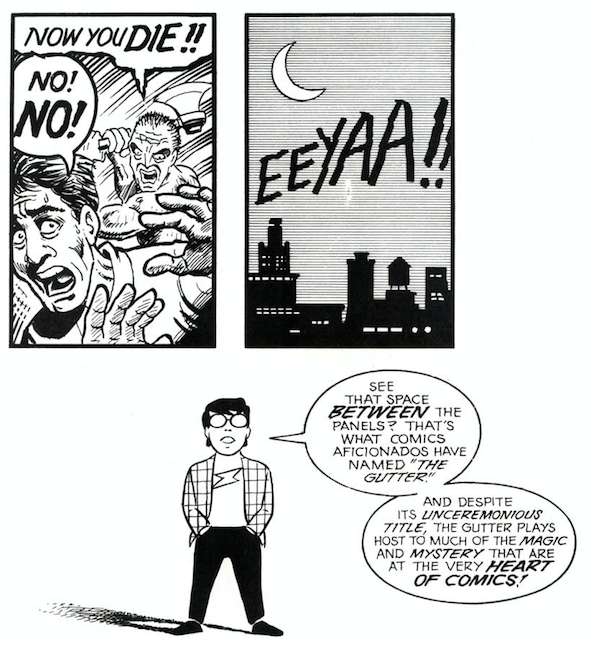 NOW YOU DIE!!
NO!
NO!
EEYAA!!
SEE
THAT SPACE
BETWEEN THE
PANELS? THAT'S
WHAT COMICS
AFICIONADOS HAVE
NAMED "THE
GUTTER!"
AND DESPITE
ITS UNCEREMONIOUS
TITLE, THE GUTTER PLAYS
HOST TO MUCH OF THE MAGIC
AND MYSTERY THAT ARE
AT THE VERY HEART
OF COMICS!